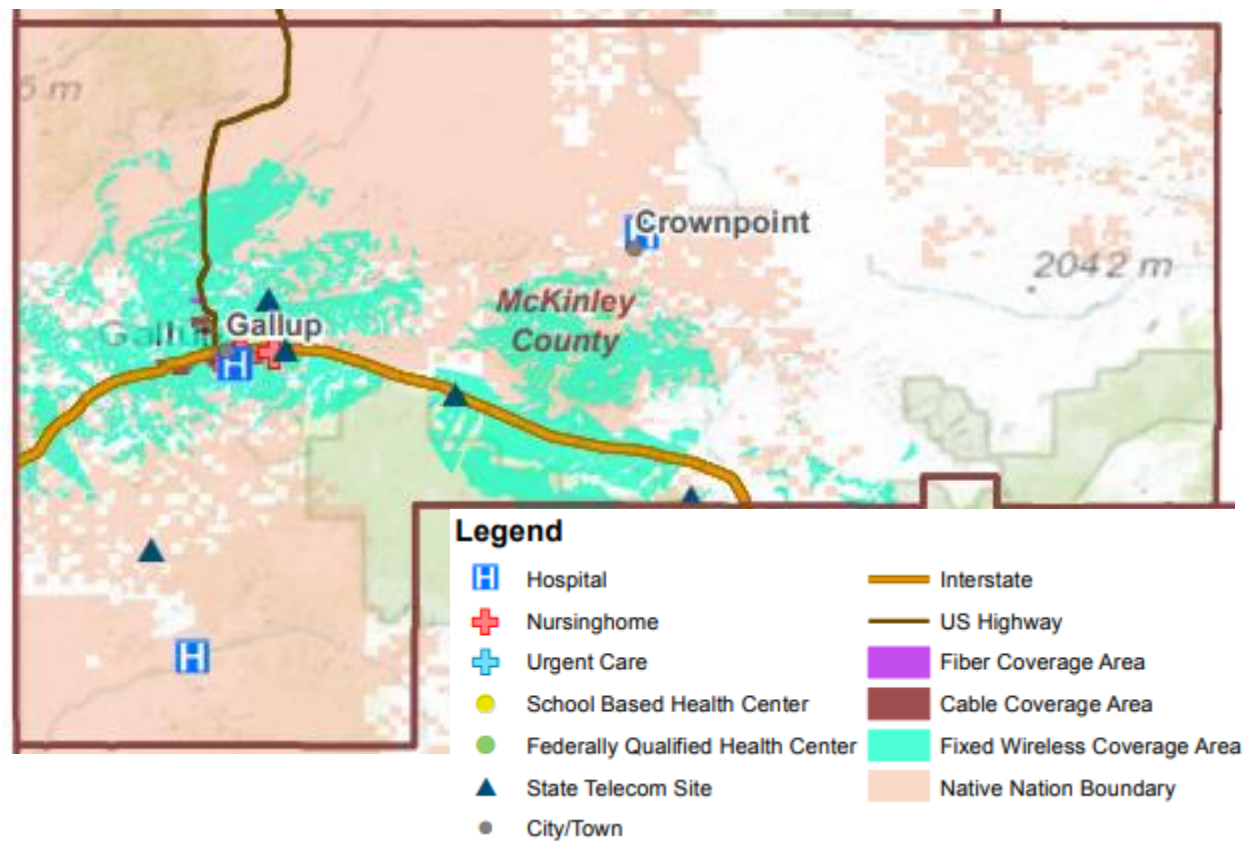 5 m
Crownpoint
2042 m
McKinley
County
Gallup
Gallup
H
H
Legend
H Hospital
Nursinghome
Urgent Care
School Based Health Center
Federally Qualified Health Center
State Telecom Site
City/Town
Interstate
US Highway
Fiber Coverage Area
Cable Coverage Area
Fixed Wireless Coverage Area
Native Nation Boundary